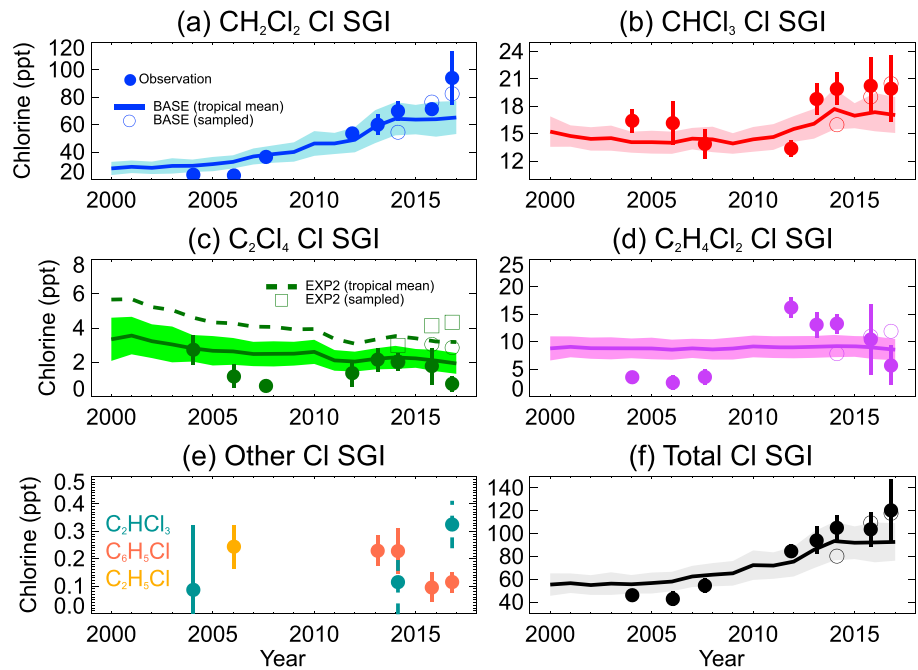 (a) CH₂Cl₂ Cl SGI
(b) CHCl₃ Cl SGI
Chlorine (ppt)
120
100
80
60
40
20
Observation
BASE (tropical mean)
BASE (sampled)
24
21
18
15
12
2000 2005 2010 2015
2000 2005 2010 2015
(c) C₂Cl₄ Cl SGI
(d) C₂H₄Cl₂ Cl SGI
Chlorine (ppt)
8
6
4
2
0
EXP2 (tropical mean)
EXP2 (sampled)
25
20
15
10
5
0
2000 2005 2010 2015
2000 2005 2010 2015
(e) Other Cl SGI
(f) Total Cl SGI
Chlorine (ppt)
0.5
0.4
0.3
0.2
0.1
0.0
C₂HCl₃
C₆H₅Cl
C₂H₅Cl
140
120
100
80
60
40
2000 2005 2010 2015
2000 2005 2010 2015
Year
Year